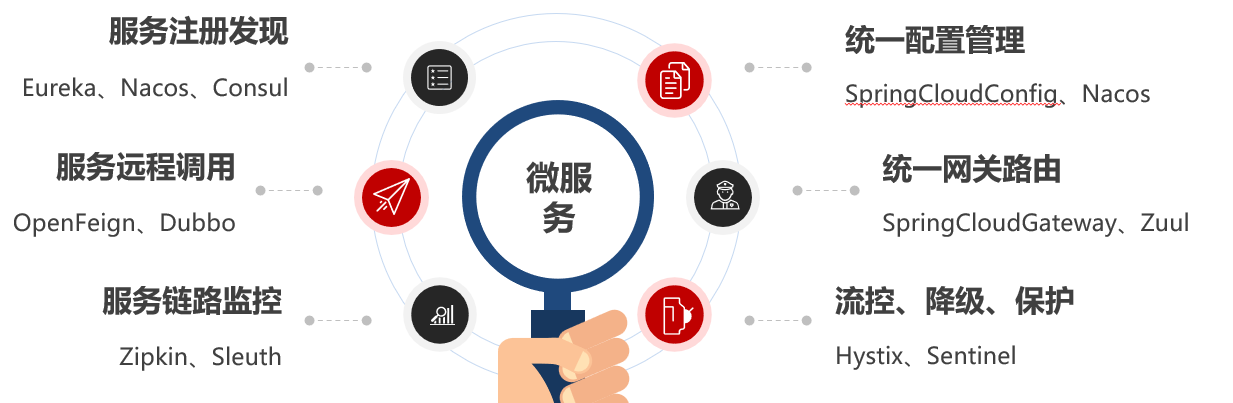 服务注册发现
Eureka、Nacos、Consul
服务远程调用
OpenFeign、Dubbo
服务链路监控
Zipkin、Sleuth
微服
务
统一配置管理
SpringCloudConfig、Nacos
统一网关路由
SpringCloudGateway、Zuul
流控、降级、保护
Hystix、Sentinel